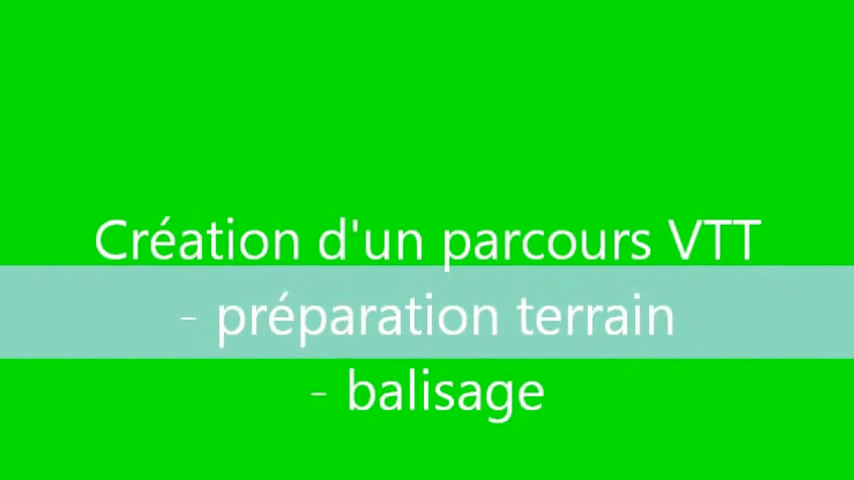 Création d'un parcours VTT
- préparation terrain
- balisage